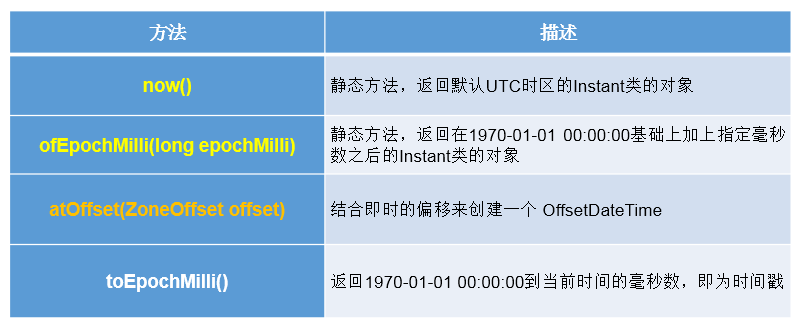 方法
描述
now()
静态方法，返回默认UTC时区的Instant类的对象
ofEpochMilli(long epochMilli)
静态方法，返回在1970-01-01 00:00:00基础上加上指定毫秒
数之后的Instant类的对象
atOffset(ZoneOffset offset)
结合即时的偏移来创建一个 OffsetDateTime
toEpochMilli()
返回1970-01-01 00:00:00到当前时间的毫秒数，即为时间戳